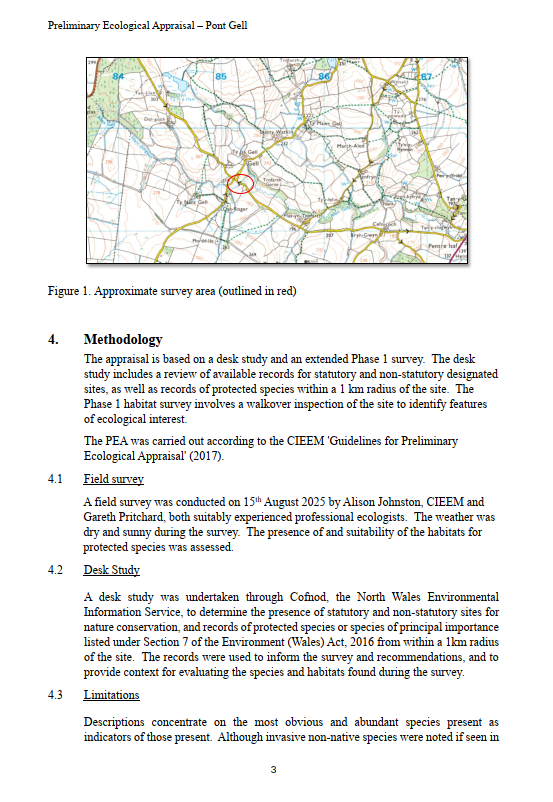 Preliminary Ecological Appraisal – Pont Gell
84
85
86
87
Ty Mawr Gell
Gell
March-Aled
Pentre Isaf
Figure 1. Approximate survey area (outlined in red)
4. Methodology
The appraisal is based on a desk study and an extended Phase 1 survey. The desk
study includes a review of available records for statutory and non-statutory designated
sites, as well as records of protected species within a 1 km radius of the site. The
Phase 1 habitat survey involves a walkover inspection of the site to identify features
of ecological interest.
The PEA was carried out according to the CIEEM 'Guidelines for Preliminary
Ecological Appraisal' (2017).
4.1 Field survey
A field survey was conducted on 15th August 2025 by Alison Johnston, CIEEM and
Gareth Pritchard, both suitably experienced professional ecologists. The weather was
dry and sunny during the survey. The presence of and suitability of the habitats for
protected species was assessed.
4.2 Desk Study
A desk study was undertaken through Cofnod, the North Wales Environmental
Information Service, to determine the presence of statutory and non-statutory sites for
nature conservation, and records of protected species or species of principal importance
listed under Section 7 of the Environment (Wales) Act, 2016 from within a 1km radius
of the site. The records were used to inform the survey and recommendations, and to
provide context for evaluating the species and habitats found during the survey.
4.3 Limitations
Descriptions concentrate on the most obvious and abundant species present as
indicators of those present. Although invasive non-native species were noted if seen in
3